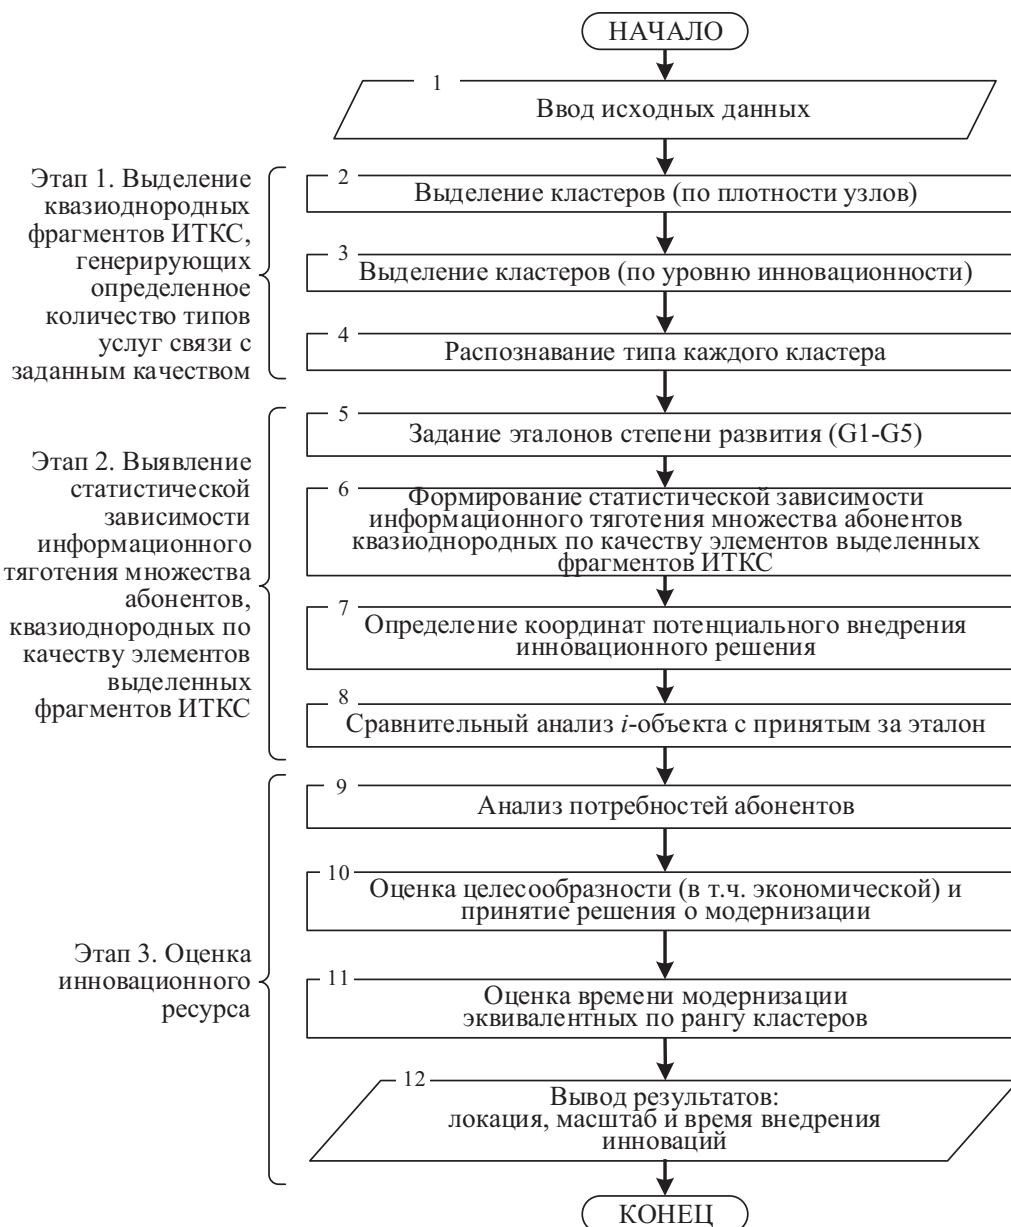 НАЧАЛО
1
Ввод исходных данных
Этап 1. Выделение
квазиоднородных
фрагментов ИТКС,
генерирующих
определенное
количество типов
услуг связи с
заданным качеством
2
Выделение кластеров (по плотности узлов)
3
Выделение кластеров (по уровню инновационности)
4
Распознавание типа каждого кластера
Этап 2. Выявление
статистической
зависимости
информационного
тяготения множества
абонентов,
квазиоднородных по
качеству элементов
выделенных
фрагментов ИТКС
5
Задание эталонов степени развития (G1-G5)
6
Формирование статистической зависимости
информационного тяготения множества абонентов
квазиоднородных по качеству элементов выделенных
фрагментов ИТКС
7
Определение координат потенциального внедрения
инновационного решения
8
Сравнительный анализ i-объекта с принятым за эталон
Этап 3. Оценка
инновационного
ресурса
9
Анализ потребностей абонентов
10
Оценка целесообразности (в т.ч. экономической) и
принятие решения о модернизации
11
Оценка времени модернизации
эквивалентных по рангу кластеров
12
Вывод результатов:
локация, масштаб и время внедрения
инноваций
КОНЕЦ